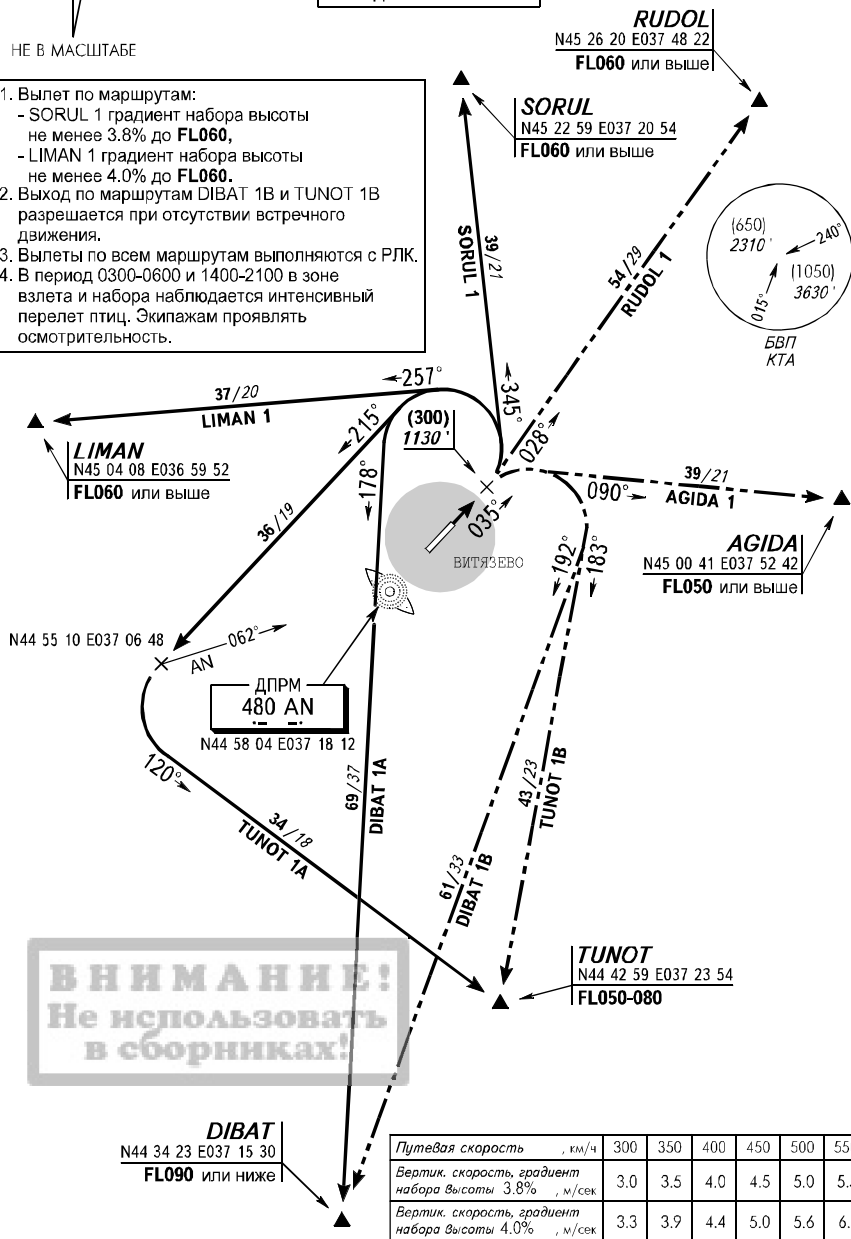 НЕ В МАСШТАБЕ
RUDOL
N45 26 20 E037 48 22
FL060 или выше
1. Вылет по маршрутам:
- SORUL 1 градиент набора высоты
не менее 3.8% до FL060,
- LIMAN 1 градиент набора высоты
не менее 4.0% до FL060.
2. Выход по маршрутам DIBAT 1B и TUNOT 1B
разрешается при отсутствии встречного
движения.
3. Вылеты по всем маршрутам выполняются с РЛК.
4. В период 0300-0600 и 1400-2100 в зоне
взлета и набора наблюдается интенсивный
перелет птиц. Экипажам проявлять
осмотрительность.
SORUL
N45 22 59 E037 20 54
FL060 или выше
39/21
SORUL 1
54/29
RUDOL 1
(650)
2310'
240°
(1050)
3630'
015°
БВП
КТА
37/20
LIMAN 1
257°
215°
178°
345°
028°
(300)
1130'
LIMAN
N45 04 08 E036 59 52
FL060 или выше
36/19
035°
ВИТЯЗЕВО
090°
39/21
AGIDA 1
AGIDA
N45 00 41 E037 52 42
FL050 или выше
192°
183°
N44 55 10 E037 06 48
062°
AN
ДПРМ
480 AN
N44 58 04 E037 18 12
120°
34/18
TUNOT 1A
69/37
DIBAT 1A
61/33
DIBAT 1B
43/23
TUNOT 1B
TUNOT
N44 42 59 E037 23 54
FL050-080
ВНИМАНИЕ!
Не использовать
в сборниках!
DIBAT
N44 34 23 E037 15 30
FL090 или ниже
Путевая скорость , км/ч 300 350 400 450 500
Вертик. скорость, градиент
набора высоты 3.8% , м/сек 3.0 3.5 4.0 4.5 5.0
Вертик. скорость, градиент
набора высоты 4.0% , м/сек 3.3 3.9 4.4 5.0 5.6